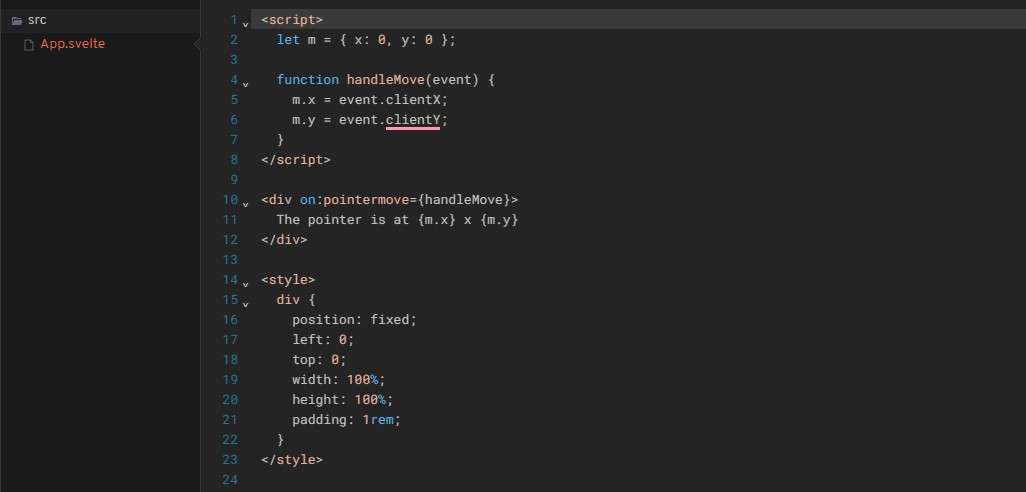 src
App.svelte
1 <script>
2 let m = { x: 0, y: 0 };
3
4 function handleMove(event) {
5 m.x = event.clientX;
6 m.y = event.clientY;
7 }
8 </script>
9
10 <div on:pointermove={handleMove}>
11 The pointer is at {m.x} x {m.y}
12 </div>
13
14 <style>
15 div {
16 position: fixed;
17 left: 0;
18 top: 0;
19 width: 100%;
20 height: 100%;
21 padding: 1rem;
22 }
23 </style>
24